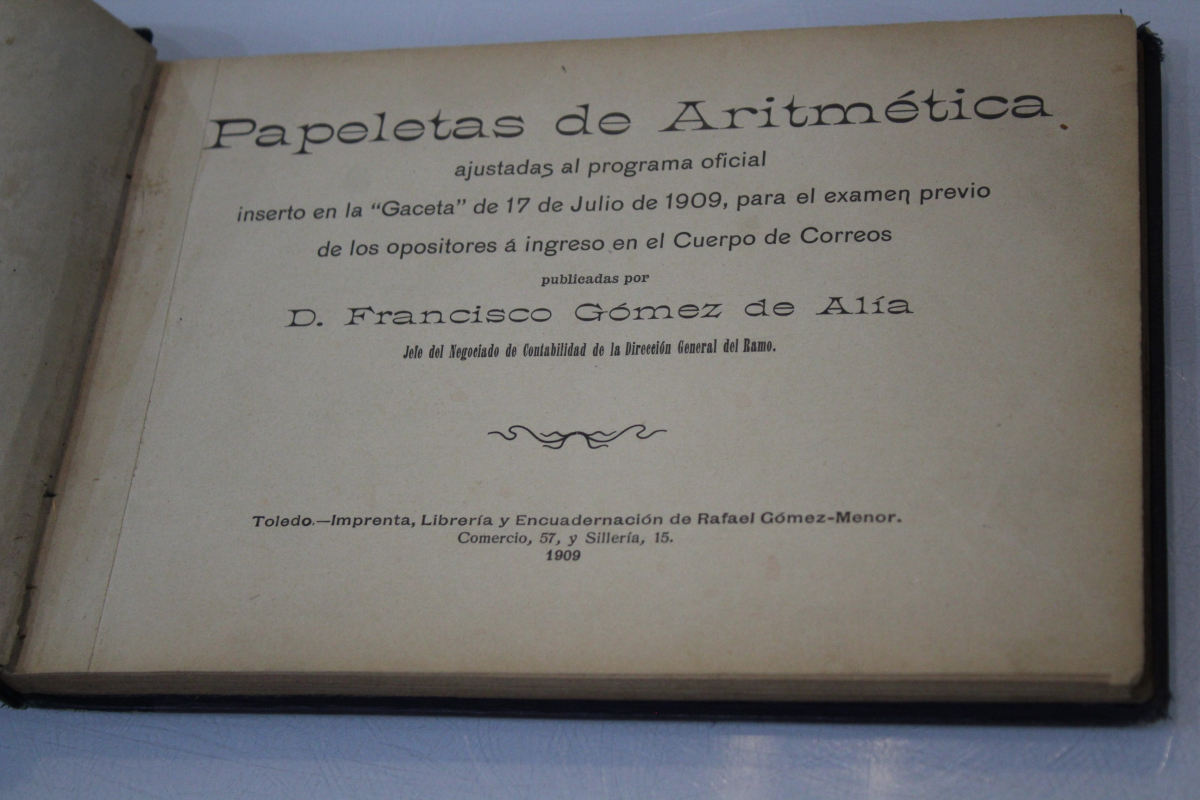 Papeletas de Aritmética
ajustadas al programa oficial
inserto en la “Gaceta” de 17 de Julio de 1909, para el examen previo
de los opositores á ingreso en el Cuerpo de Correos
publicadas por
D. Francisco Gómez de Alía
Jefe del Negociado de Contabilidad de la Dirección General del Ramo.
Toledo.—Imprenta, Librería y Encuadernación de Rafael Gómez-Menor.
Comercio, 57, y Sillería, 15.
1909